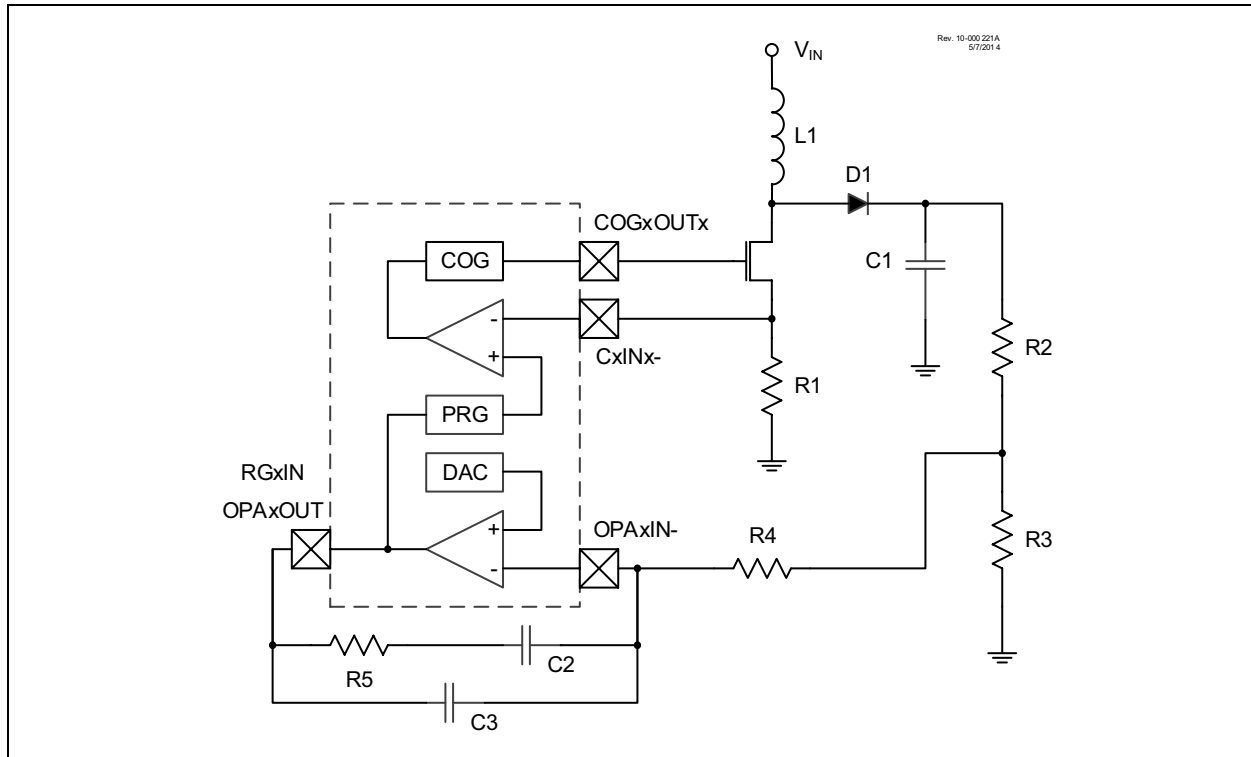 Rev. 10-000 221A
5/7/2014
VIN
L1
D1
COGxOUTx
COG
C1
-
+
CxINx-
R2
R1
PRG
RGxIN
DAC
OPAxOUT
OPAxIN-
+
-
R4
R3
R5
C2
C3